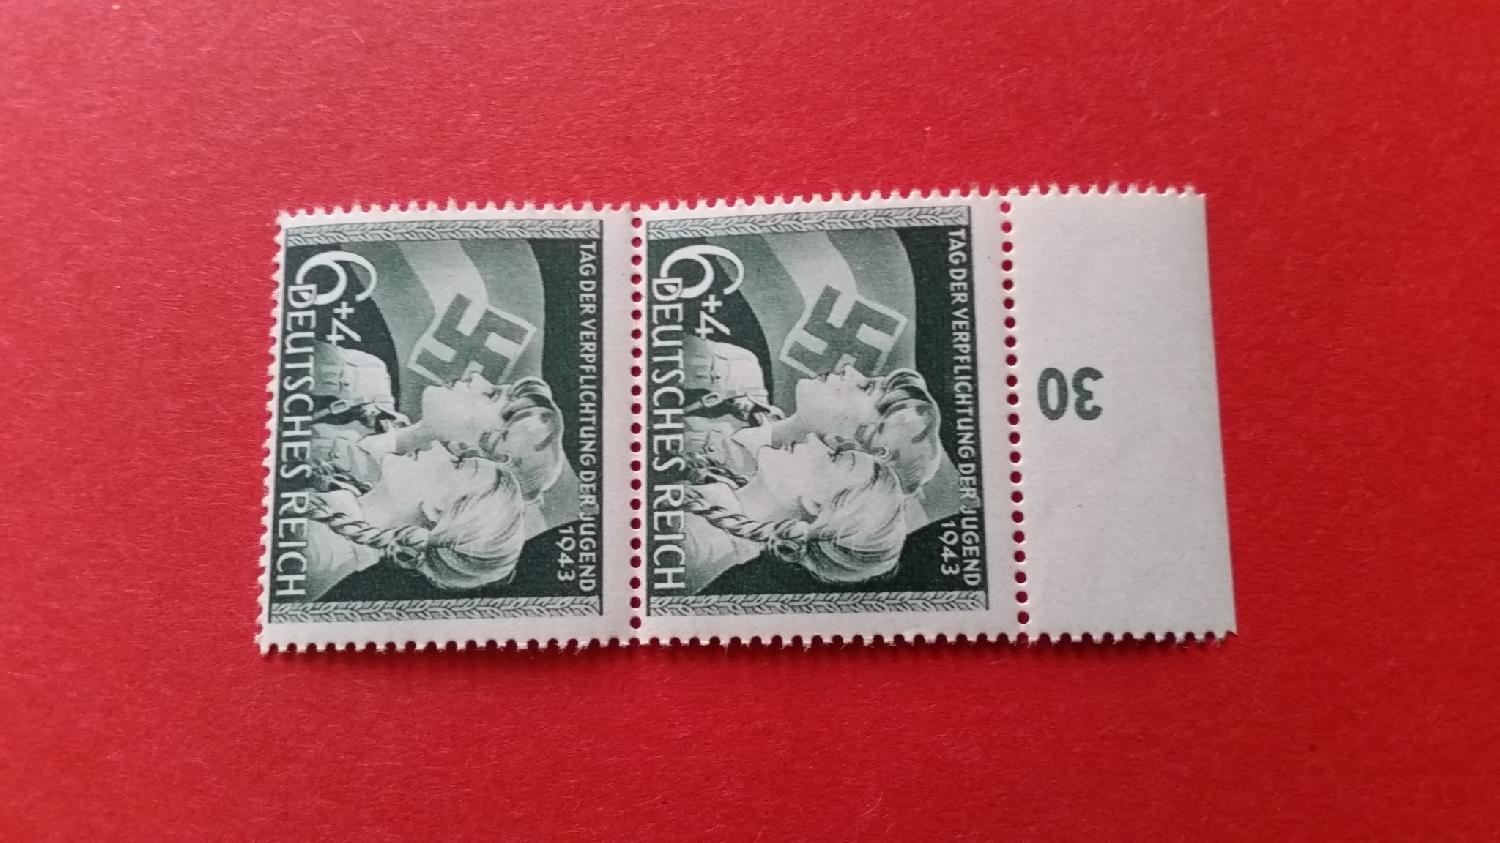 TAG DER VERPFLICHTUNG DER JUGEND
1943
6+4
DEUTSCHES REICH
TAG DER VERPFLICHTUNG DER JUGEND
1943
6+4
DEUTSCHES REICH
30